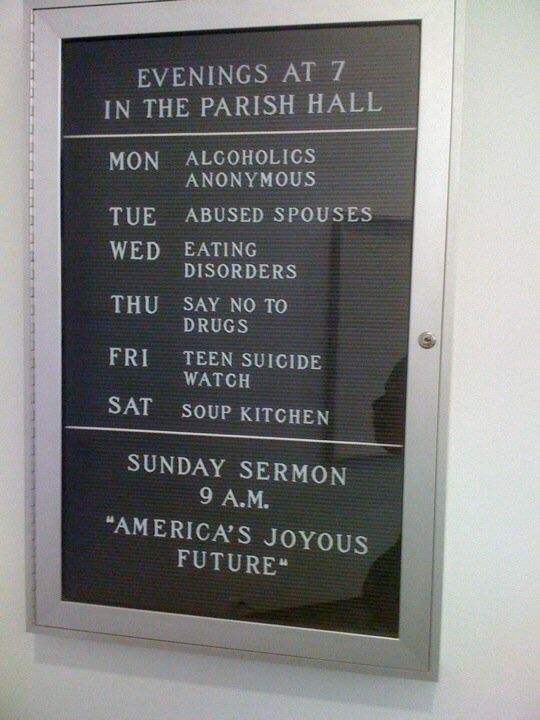 EVENINGS AT 7
IN THE PARISH HALL
MON ALCOHOLICS
ANONYMOUS
TUE ABUSED SPOUSES
WED EATING
DISORDERS
THU SAY NO TO
DRUGS
FRI TEEN SUICIDE
WATCH
SAT SOUP KITCHEN
SUNDAY SERMON
9 A.M.
"AMERICA'S JOYOUS
FUTURE"